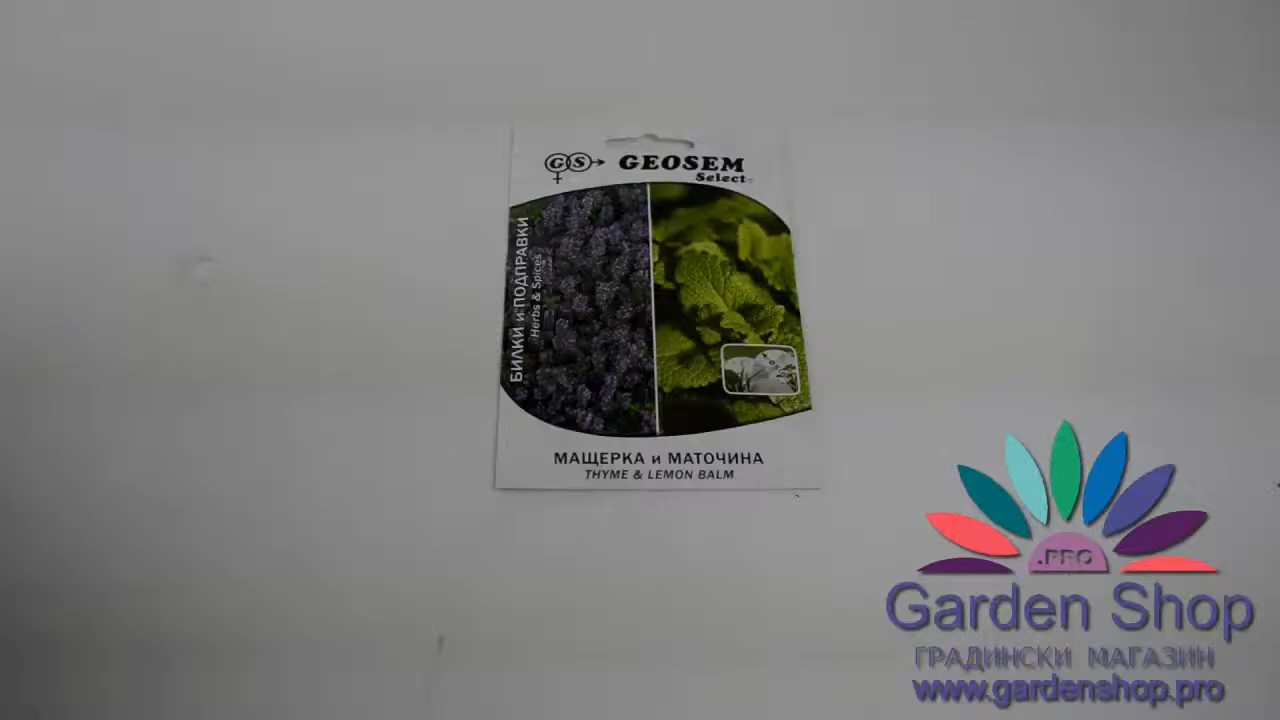 GS
GEOSEM
Select
БИЛКИ и ПОДПРАВКИ
Herbs & Spices
МАЩЕРКА и МАТОЧИНА
THYME & LEMON BALM
.PRO
Garden Shop
ГРАДИНСКИ МАГАЗИН
www.gardenshop.pro